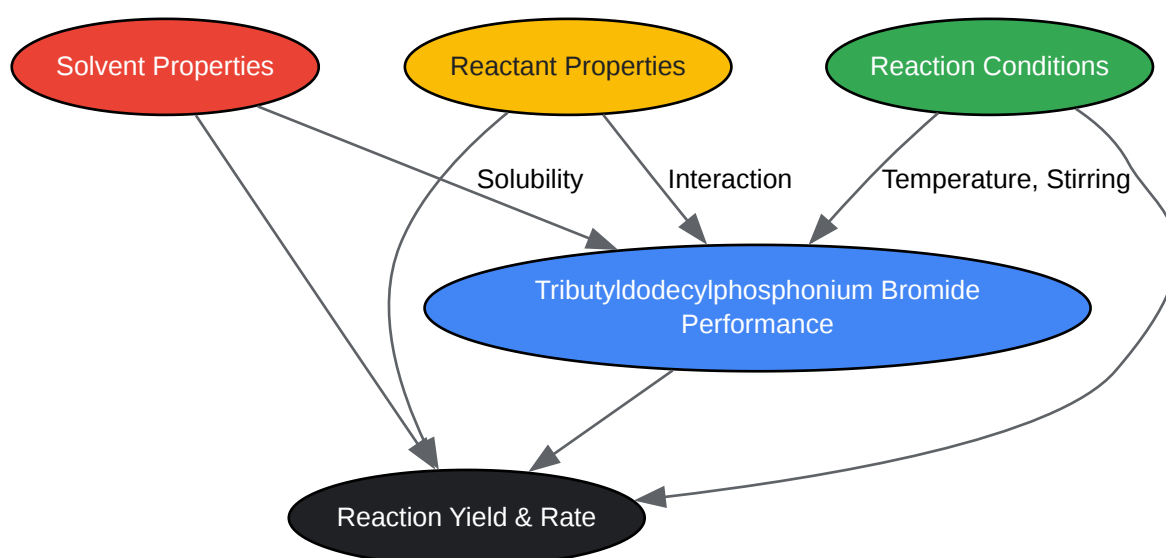 Solvent Properties
Reactant Properties
Reaction Conditions
Solubility
Interaction
Temperature, Stirring
Tributyldodecylphosphonium Bromide
Performance
Reaction Yield & Rate